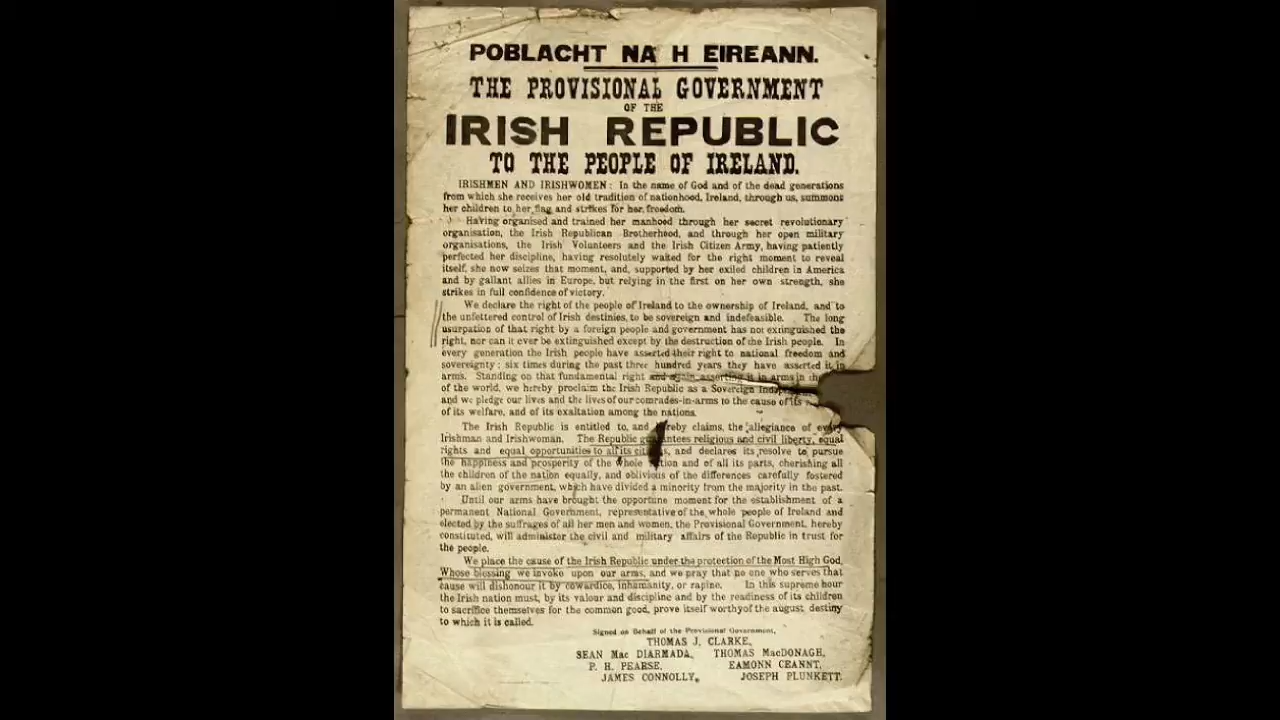 POBLACHT NA H EIREANN.
THE PROVISIONAL GOVERNMENT
OF THE
IRISH REPUBLIC
TO THE PEOPLE OF IRELAND.
IRISHMEN AND IRISHWOMEN: In the name of God and of the dead generations
from which she receives her old tradition of nationhood, Ireland, through us, summons
her children to her flag and strikes for her freedom.
Having organised and trained her manhood through her secret revolutionary
organisation, the Irish Republican Brotherhood, and through her open military
organisations, the Irish Volunteers and the Irish Citizen Army, having patiently
perfected her discipline, having resolutely waited for the right moment to reveal
itself, she now seizes that moment, and, supported by her exiled children in America
and by gallant allies in Europe, but relying in the first on her own strength, she
strikes in full confidence of victory.
We declare the right of the people of Ireland to the ownership of Ireland, and to
the unfettered control of Irish destinies, to be sovereign and indefeasible. The long
usurpation of that right by a foreign people and government has not extinguished the
right, nor can it ever be extinguished except by the destruction of the Irish people. In
every generation the Irish people have asserted their right to national freedom and
sovereignty; six times during the past three hundred years they have asserted it in
arms. Standing on that fundamental right and again asserting it in arms in
of the world, we hereby proclaim the Irish Republic as a Sovereign
and we pledge our lives and the lives of our comrades-in-arms to the cause of its
of its welfare, and of its exaltation among the nations.
The Irish Republic is entitled to, and hereby claims, the allegiance of every
Irishman and Irishwoman. The Republic guarantees religious and civil liberty, equal
rights and equal opportunities to all its citizens, and declares its resolve to pursue
the happiness and prosperity of the whole nation and of all its parts, cherishing all
the children of the nation equally, and oblivious of the differences carefully fostered
by an alien government, which have divided a minority from the majority in the past.
Until our arms have brought the opportune moment for the establishment of a
permanent National Government, representative of the whole people of Ireland and
elected by the suffrages of all her men and women, the Provisional Government, hereby
constituted, will administer the civil and military affairs of the Republic in trust for
the people.
We place the cause of the Irish Republic under the protection of the Most High God,
Whose blessing we invoke upon our arms, and we pray that no one who serves that
cause will dishonour it by cowardice, inhumanity, or rapine. In this supreme hour
the Irish nation must, by its valour and discipline and by the readiness of its children
to sacrifice themselves for the common good, prove itself worthy of the august destiny
to which it is called.
Signed on Behalf of the Provisional Government,
THOMAS J. CLARKE,
SEAN Mac DIARMADA, THOMAS MacDONAGH,
P. H. PEARSE, EAMONN CEANNT,
JAMES CONNOLLY, JOSEPH PLUNKETT.